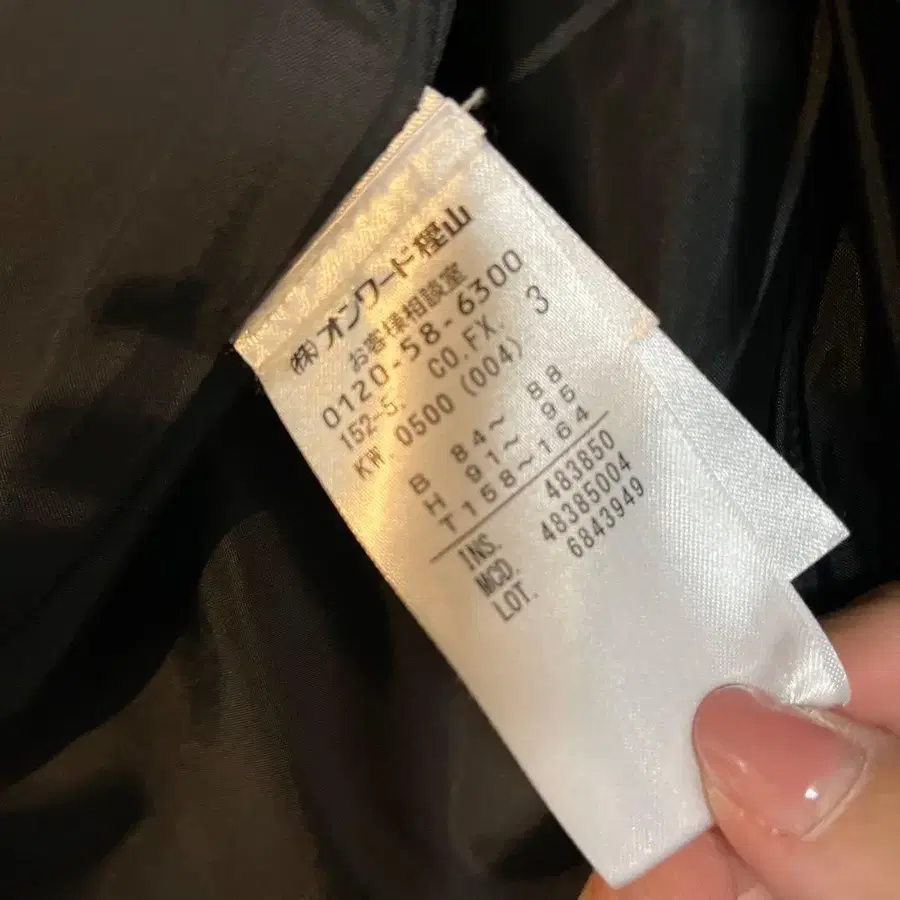 (株)オンワード樫山
お客様相談室
0120-58-6300
152-5. CO.FX. 3
KW 0500 (004)
B 84〜 88
H 91〜 95
T158〜164
INS. 483850
MCD. 48385004
LOT. 6843949